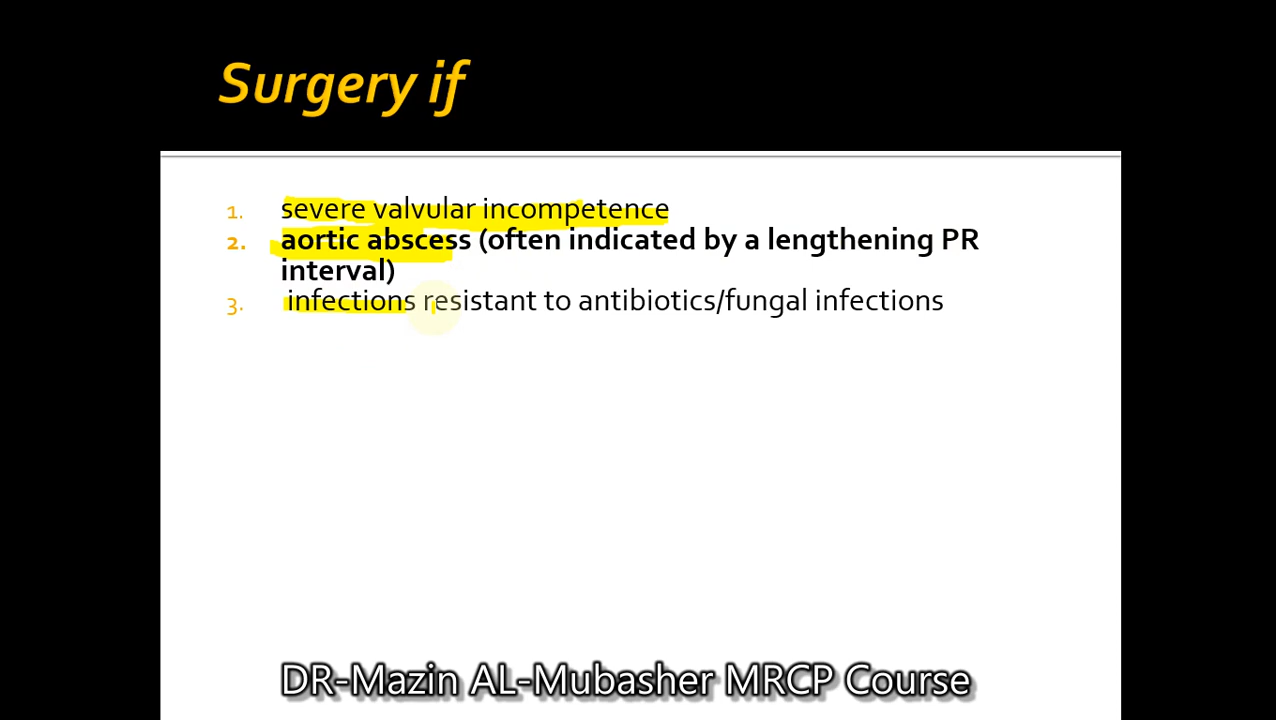 Surgery if
1. severe valvular incompetence
2. aortic abscess (often indicated by a lengthening PR
interval)
3. infections resistant to antibiotics/fungal infections
DR-Mazin AL-Mubasher MRCP Course